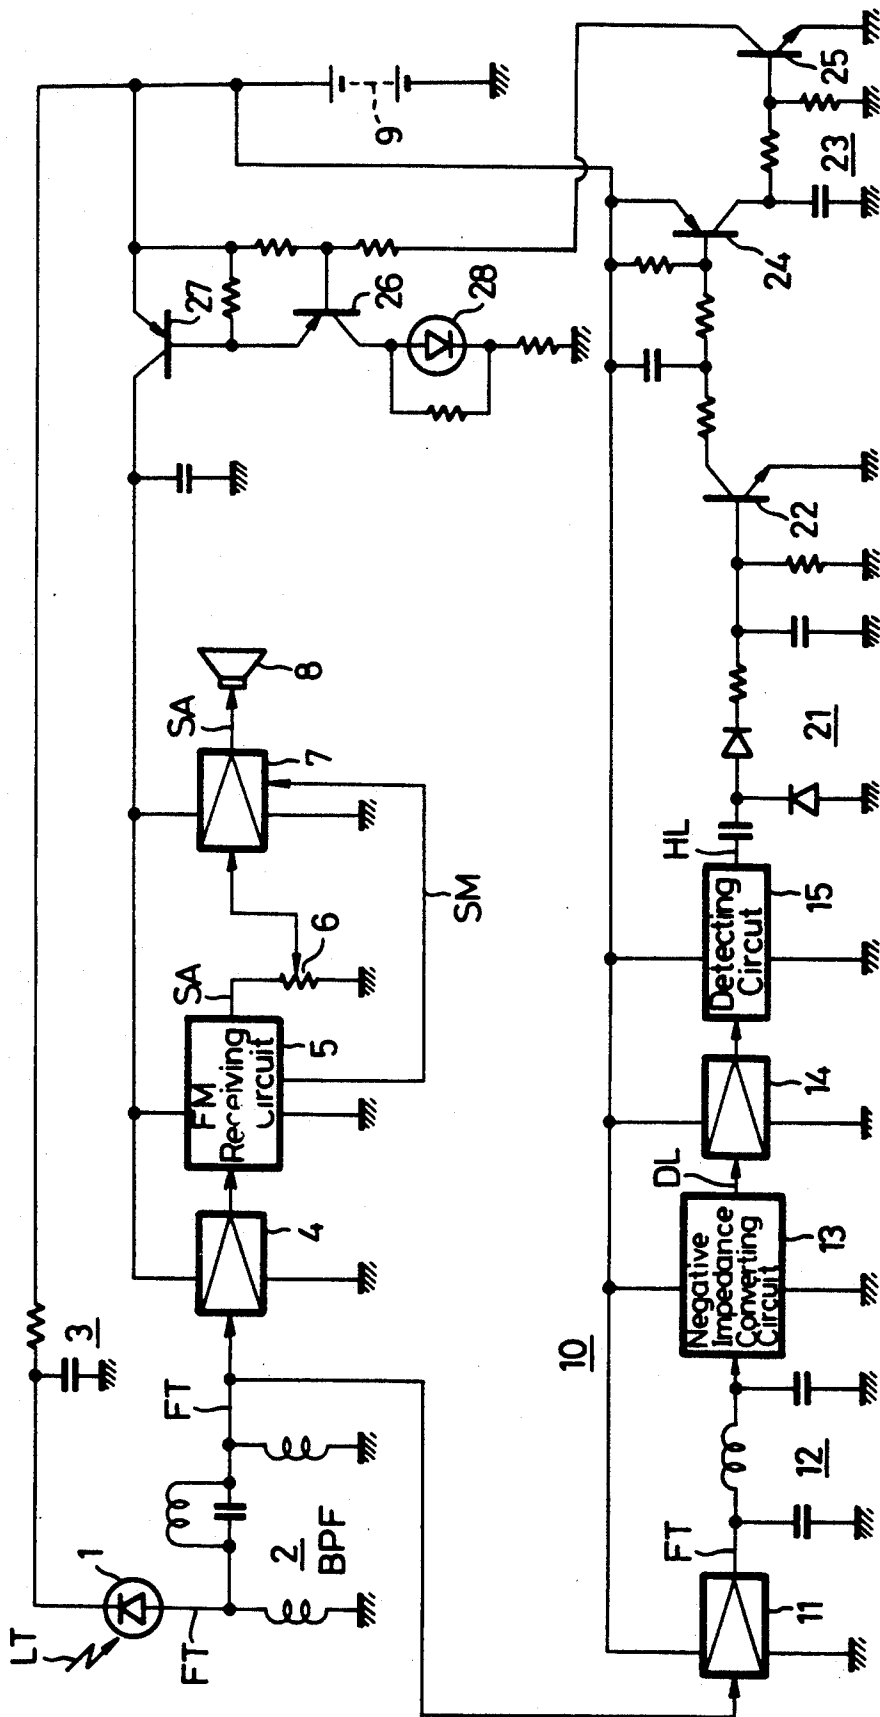 LT
1
FT
3
2
BPF
FT
4
FM
Receiving
Circuit
5
SA
6
SM
7
SA
8
27
26
28
9
10
11
FT
12
Negative
Impedance
Converting
Circuit
13
DL
14
Detecting
Circut
15
HL
21
22
24
23
25